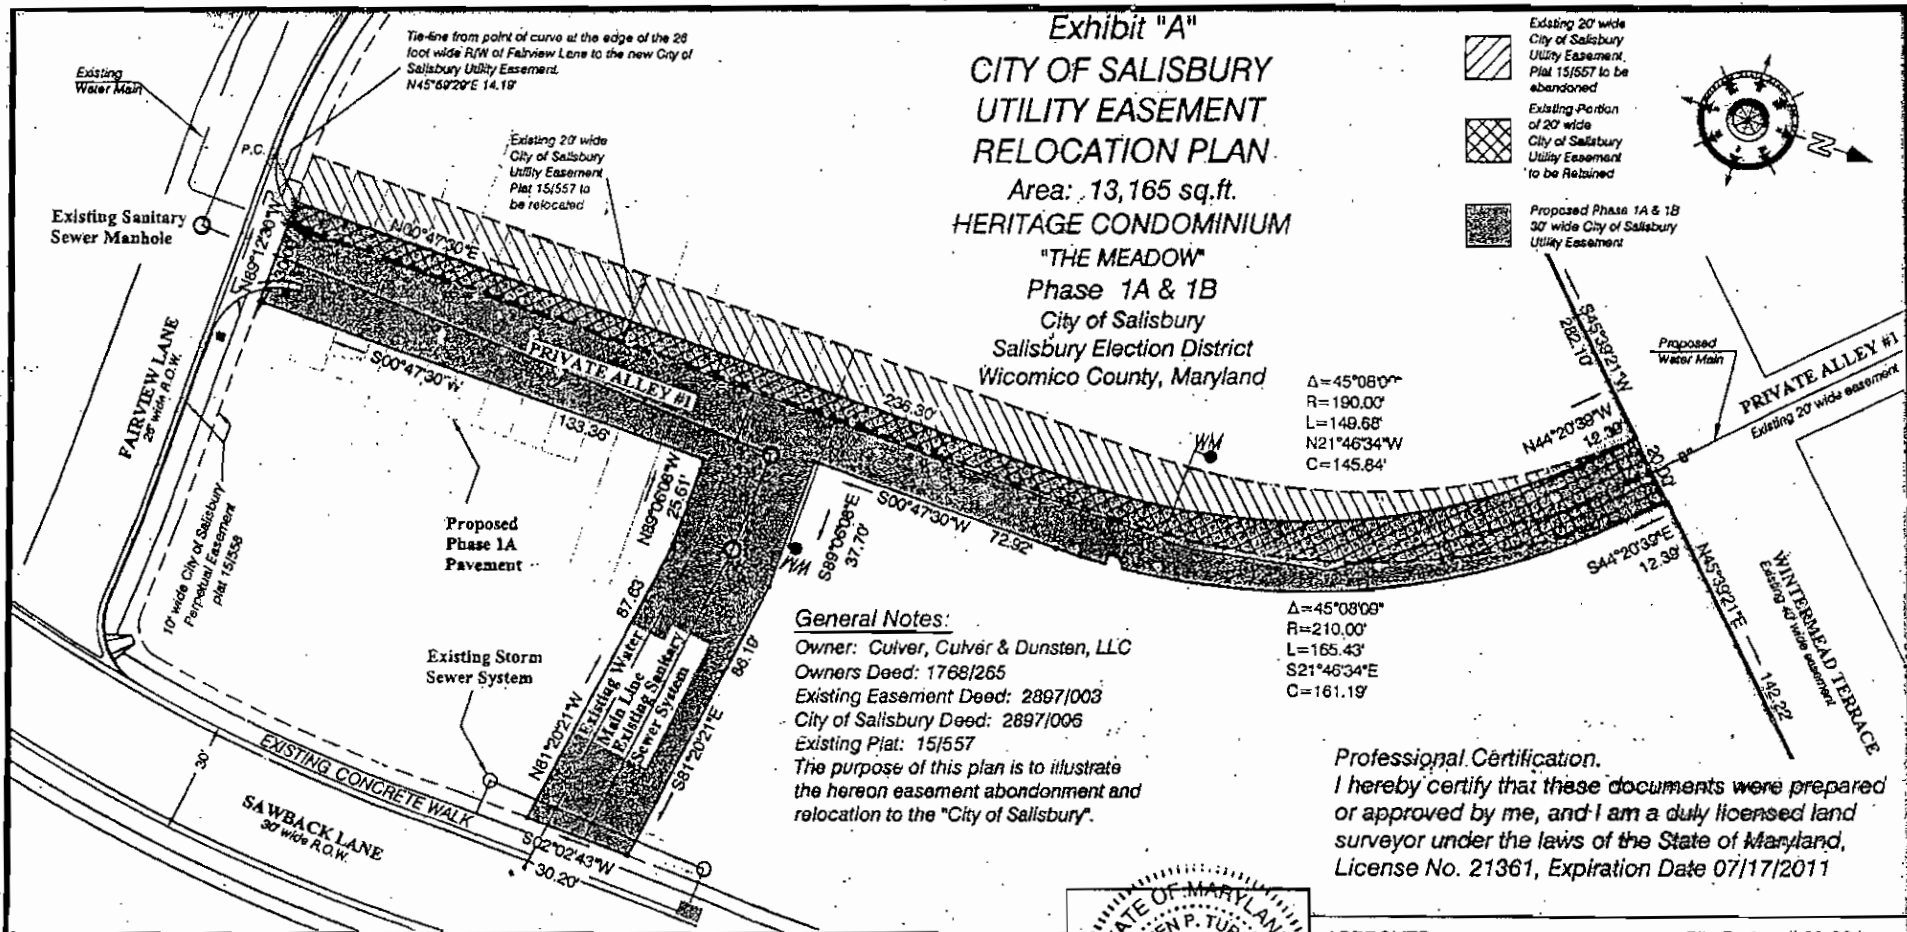 Exhibit "A"
CITY OF SALISBURY
UTILITY EASEMENT
RELOCATION PLAN
Area: 13,165 sq.ft.
HERITAGE CONDOMINIUM
"THE MEADOW"
Phase 1A & 1B
City of Salisbury
Salisbury Election District
Wicomico County, Maryland
Tie-line from point of curve at the edge of the 26
foot wide R/W of Fairview Lane to the new City of
Salisbury Utility Easement.
14.19'
Existing
Water Main
P.C.
Existing 20' wide
City of Salisbury
Utility Easement
Plat 15/557 to
be relocated
Existing 20' wide
City of Salisbury
Utility Easement,
Plat 15/557 to be
abandoned
Existing Portion
of 20' wide
City of Salisbury
Utility Easement
to be Retained
Proposed Phase 1A & 1B
30' wide City of Salisbury
Utility Easement
N
Existing Sanitary
Sewer Manhole
N89°12'30"W
30.00'
N00°47'30"E
236.30'
FAIRVIEW LANE
26' wide R.O.W.
S00°47'30"W
133.36'
PRIVATE ALLEY #1
10' wide City of Salisbury
Perpetual Easement
plat 15/558
Proposed
Phase 1A
Pavement
N89°06'08"W
25.61'
S89°06'08"E
37.70'
WM
S00°47'30"W
72.92'
WM
Δ=45°08'09"
R=190.00'
L=149.68'
N21°46'34"W
C=145.84'
N44°20'39"W
12.39'
S45°39'21"W
282.10'
20.00'
8"
Proposed
Water Main
PRIVATE ALLEY #1
Existing 20' wide easement
S44°20'39"E
12.39'
N45°39'21"E
142.22'
WINTERMEAD TERRACE
Existing 40' wide easement
Δ=45°08'09"
R=210.00'
L=165.43'
S21°46'34"E
C=161.19'
87.63'
N81°20'21"W
Existing Water
Main Line
Existing Sanitary
Sewer System
S81°20'21"E
Existing Storm
Sewer System
EXISTING CONCRETE WALK
30'
SAWBACK LANE
30' wide R.O.W.
S02°02'43"W
30.20'
General Notes:
Owner: Culver, Culver & Dunsten, LLC
Owners Deed: 1768/265
Existing Easement Deed: 2897/003
City of Salisbury Deed: 2897/006
Existing Plat: 15/557
The purpose of this plan is to illustrate
the hereon easement abondonment and
relocation to the "City of Salisbury".
Professional Certification.
I hereby certify that these documents were prepared
or approved by me, and I am a duly licensed land
surveyor under the laws of the State of Maryland,
License No. 21361, Expiration Date 07/17/2011